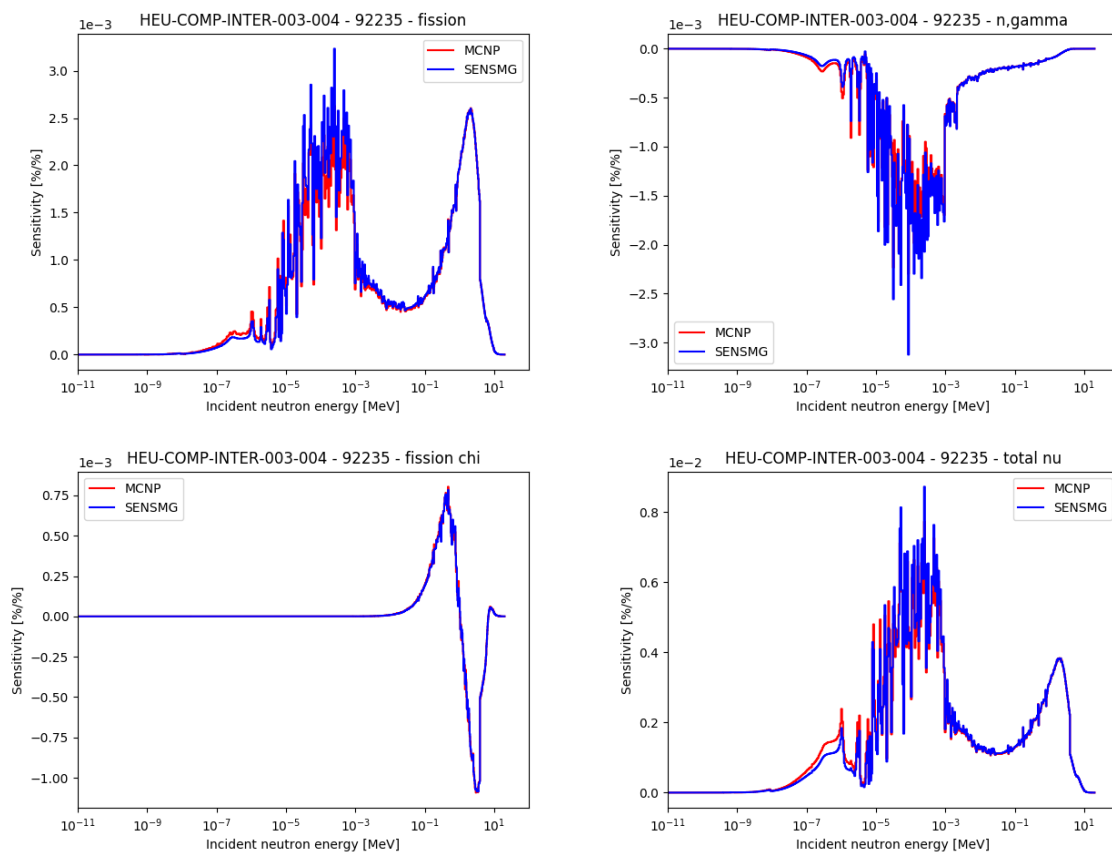 HEU-COMP-INTER-003-004 - 92235 - fission
1e−3
MCNP
SENSMG
Sensitivity [%/%]
3.0
2.5
2.0
1.5
1.0
0.5
0.0
10−11 10−9 10−7 10−5 10−3 10−1 101
Incident neutron energy [MeV]
HEU-COMP-INTER-003-004 - 92235 - n,gamma
1e−3
Sensitivity [%/%]
0.0
−0.5
−1.0
−1.5
−2.0
−2.5
−3.0
MCNP
SENSMG
10−11 10−9 10−7 10−5 10−3 10−1 101
Incident neutron energy [MeV]
HEU-COMP-INTER-003-004 - 92235 - fission chi
1e−3
MCNP
SENSMG
Sensitivity [%/%]
0.75
0.50
0.25
0.00
−0.25
−0.50
−0.75
−1.00
10−11 10−9 10−7 10−5 10−3 10−1 101
Incident neutron energy [MeV]
HEU-COMP-INTER-003-004 - 92235 - total nu
1e−2
MCNP
SENSMG
Sensitivity [%/%]
0.8
0.6
0.4
0.2
0.0
10−11 10−9 10−7 10−5 10−3 10−1 101
Incident neutron energy [MeV]